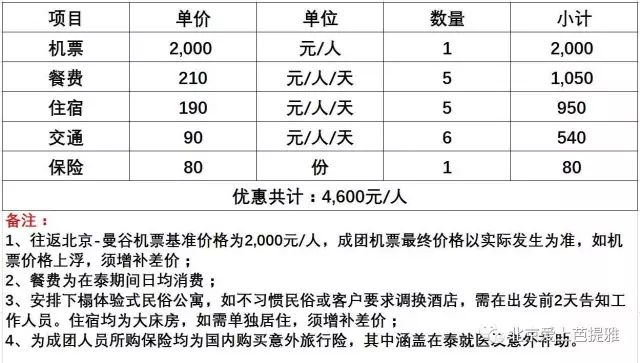 项目 单价 单位 数量 小计
机票 2,000 元/人 1 2,000
餐费 210 元/人/天 5 1,050
住宿 190 元/人/天 5 950
交通 90 元/人/天 6 540
保险 80 份 1 80
优惠共计：4,600元/人
备注：
1、往返北京-曼谷机票基准价格为2,000元/人，成团机票最终价格以实际发生为准，如机
票价格上浮，须增补差价；
2、餐费为在泰期间日均消费；
3、安排下榻体验式民俗公寓，如不习惯民俗或客户要求调换酒店，需在出发前2天告知工
作人员。住宿均为大床房，如需单独居住，须增补差价；
4、为成团人员所购保险均为国内购买意外旅行险，其中涵盖在泰就医及意外补助。
北京爱上芭提雅